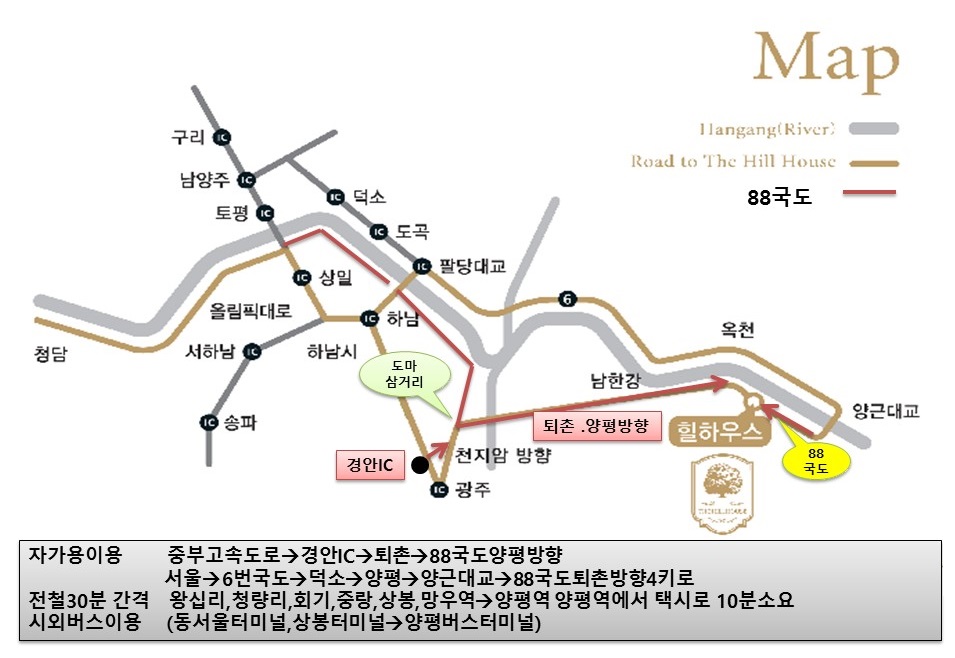 Map
Hangang(River)
Road to The Hill House
88국도
구리 IC
남양주 IC
토평 IC
IC 덕소
IC 도곡
IC 팔당대교
IC 상일
올림픽대로
6
IC 하남
청담
서하남 IC
하남시
옥천
도마
삼거리
남한강
양근대교
IC 송파
퇴촌 .양평방향
힐하우스
경안IC
천지암 방향
88
국도
IC 광주
THE HILL HOUSE
자가용이용 중부고속도로→경안IC→퇴촌→88국도양평방향
서울→6번국도→덕소→양평→양근대교→88국도퇴촌방향4키로
전철30분 간격 왕십리,청량리,회기,중랑,상봉,망우역→양평역 양평역에서 택시로 10분소요
시외버스이용 (동서울터미널,상봉터미널→양평버스터미널)